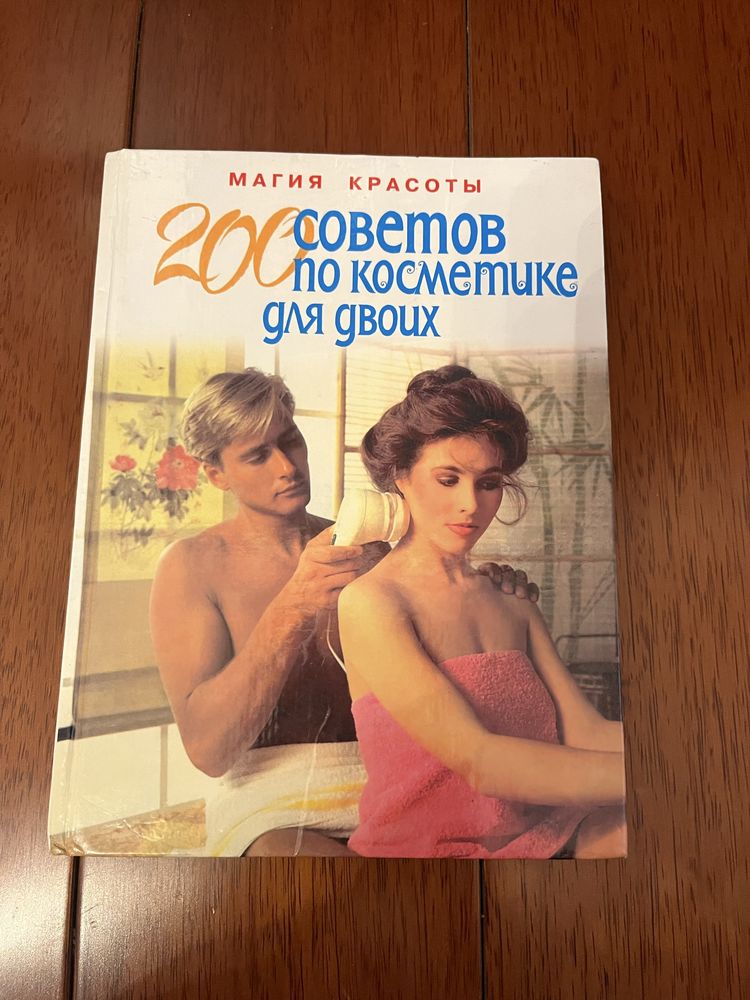 МАГИЯ КРАСОТЫ
200 советов
по косметике
для двоих